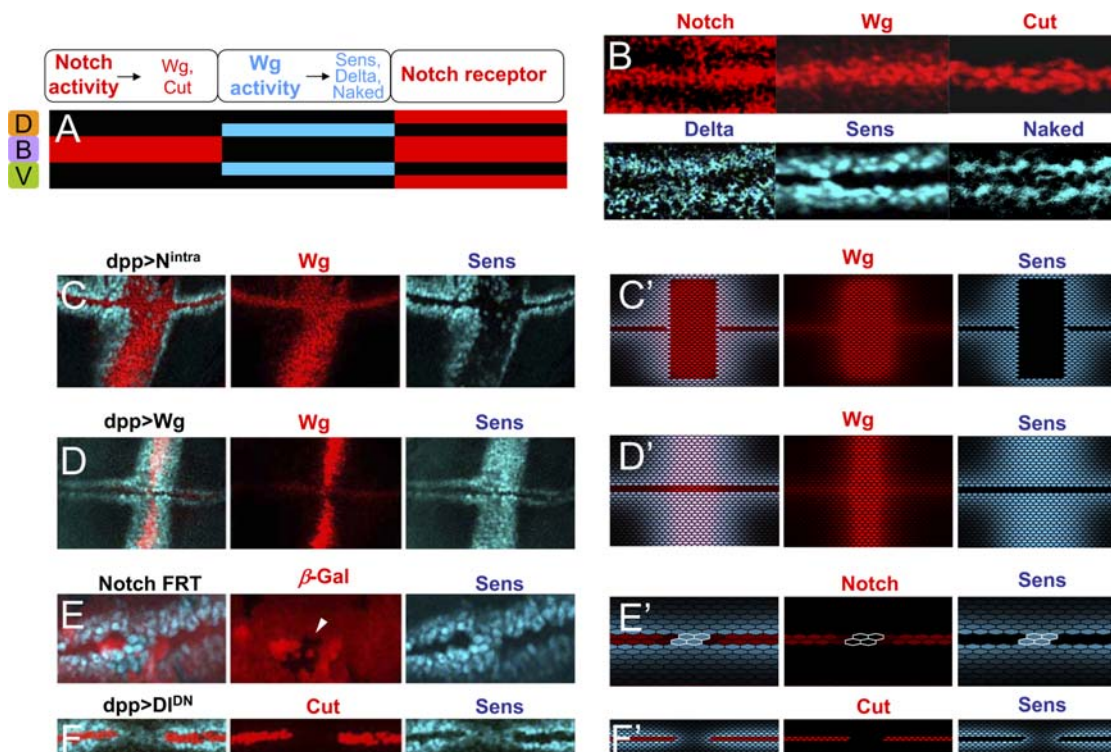 Notch activity → Wg, Cut
Wg activity → Sens, Delta, Naked
Notch receptor
A
D
B
V
B
Notch Wg Cut
Delta Sens Naked
C
dpp>N^intra Wg Sens
C'
Wg Sens
D
dpp>Wg Wg Sens
D'
Wg Sens
E
Notch FRT β-Gal Sens
E'
Notch Sens
F
dpp>Dl^DN Cut Sens
F'
Cut Sens